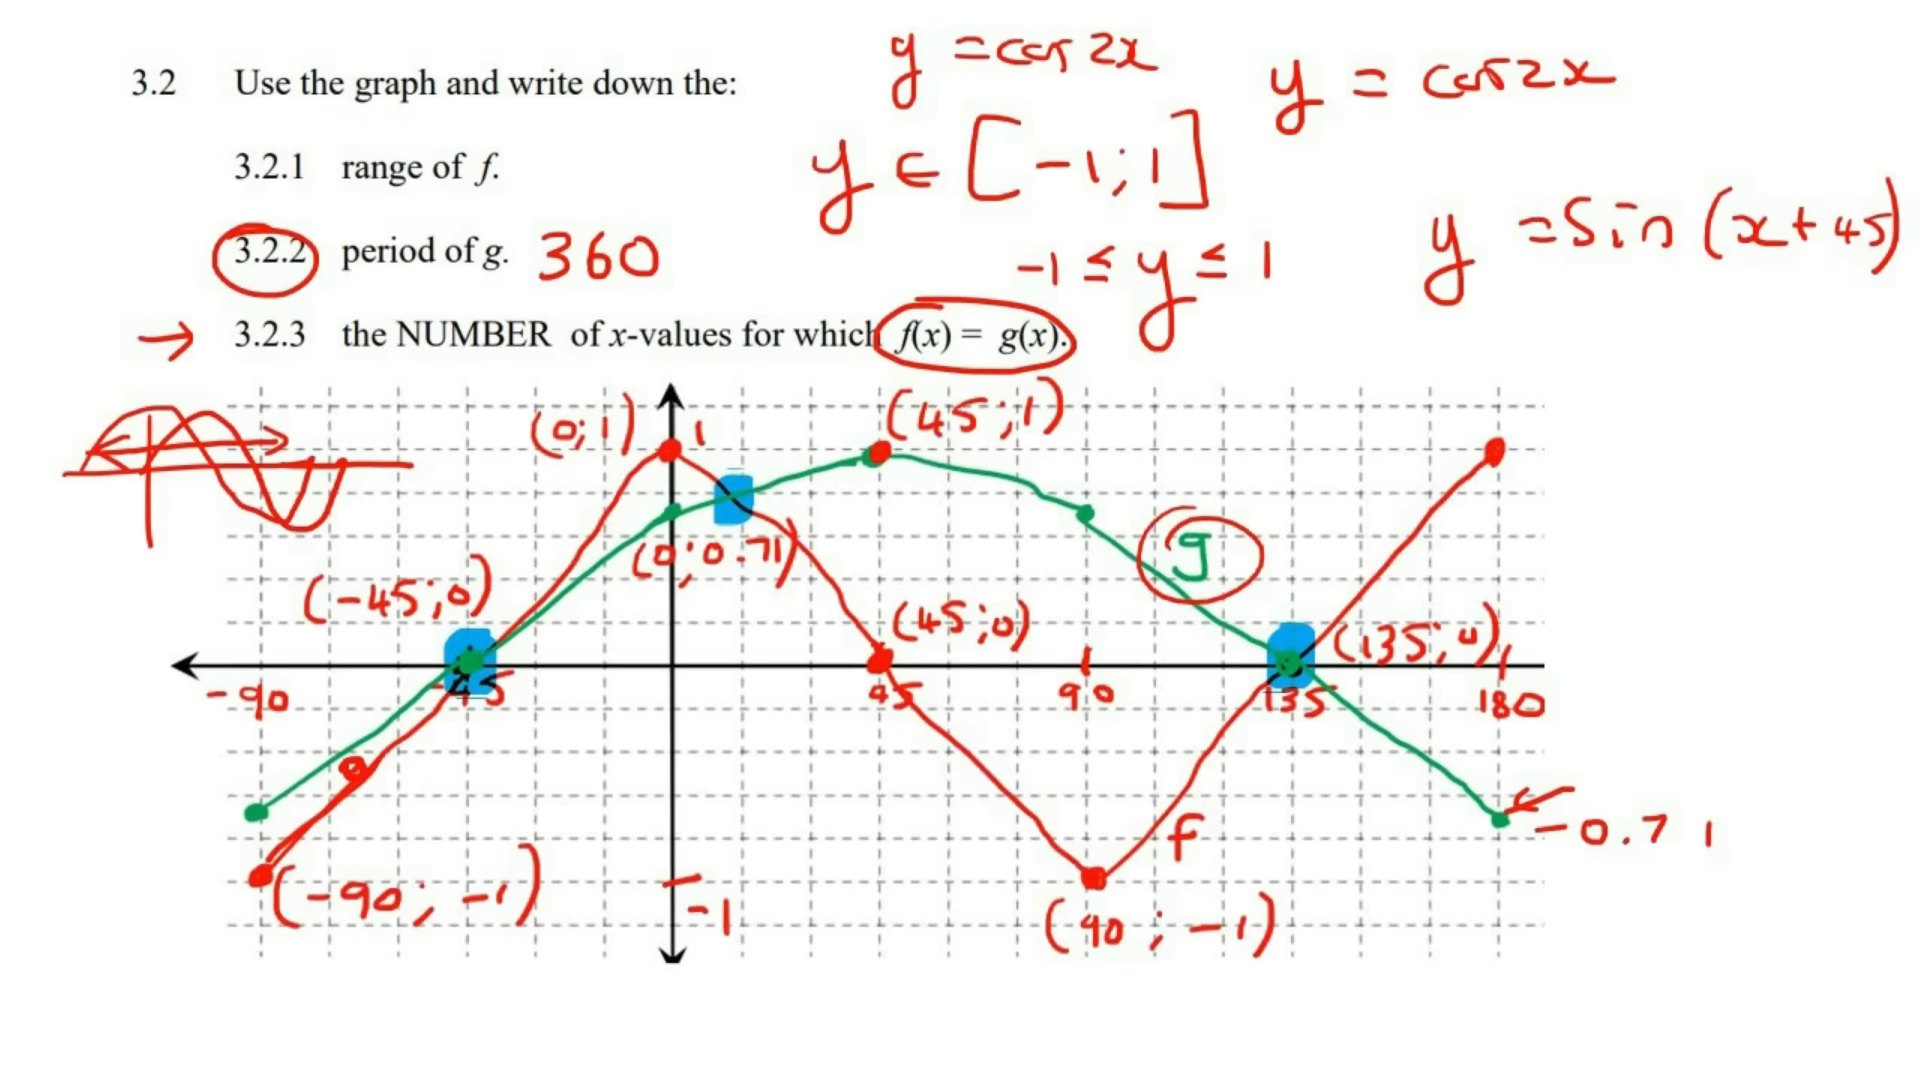 y = cos 2x
y = cos 2x
3.2 Use the graph and write down the:
3.2.1 range of f.
y ∈ [-1; 1]
y = Sin (x + 45)
3.2.2 period of g. 360
-1 ≤ y ≤ 1
3.2.3 the NUMBER of x-values for which f(x) = g(x).
(0; 1)
1
(45; 1)
(0; 0.71)
g
(-45; 0)
(45; 0)
(135; 0)
-90
-45
45
90
135
180
-0.71
f
(-90; -1)
-1
(90; -1)